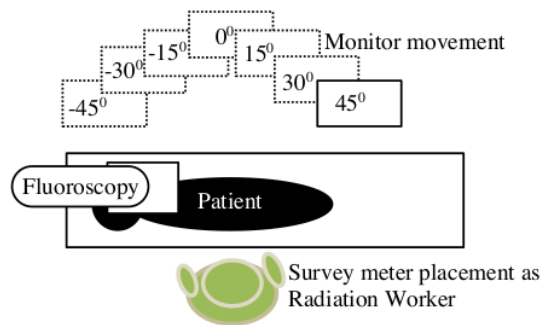 0⁰
Monitor movement
-15⁰
15⁰
-30⁰
30⁰
-45⁰
45⁰
Fluoroscopy
Patient
Survey meter placement as
Radiation Worker